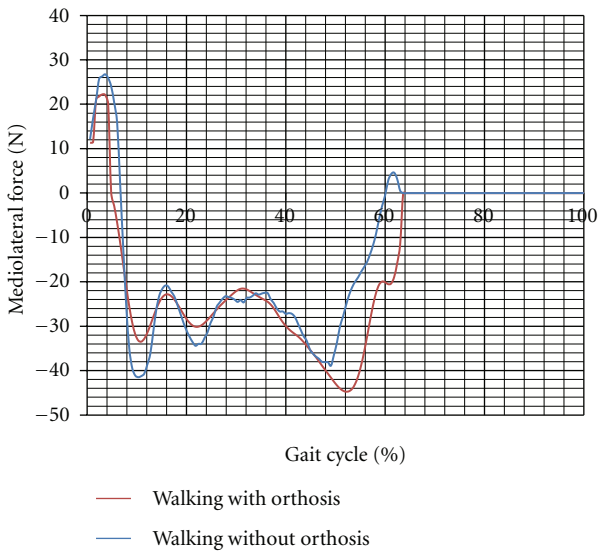 40
30
20
10
0
−10
−20
−30
−40
−50
0 20 40 60 80 100
Mediolateral force (N)
Gait cycle (%)
Walking with orthosis
Walking without orthosis